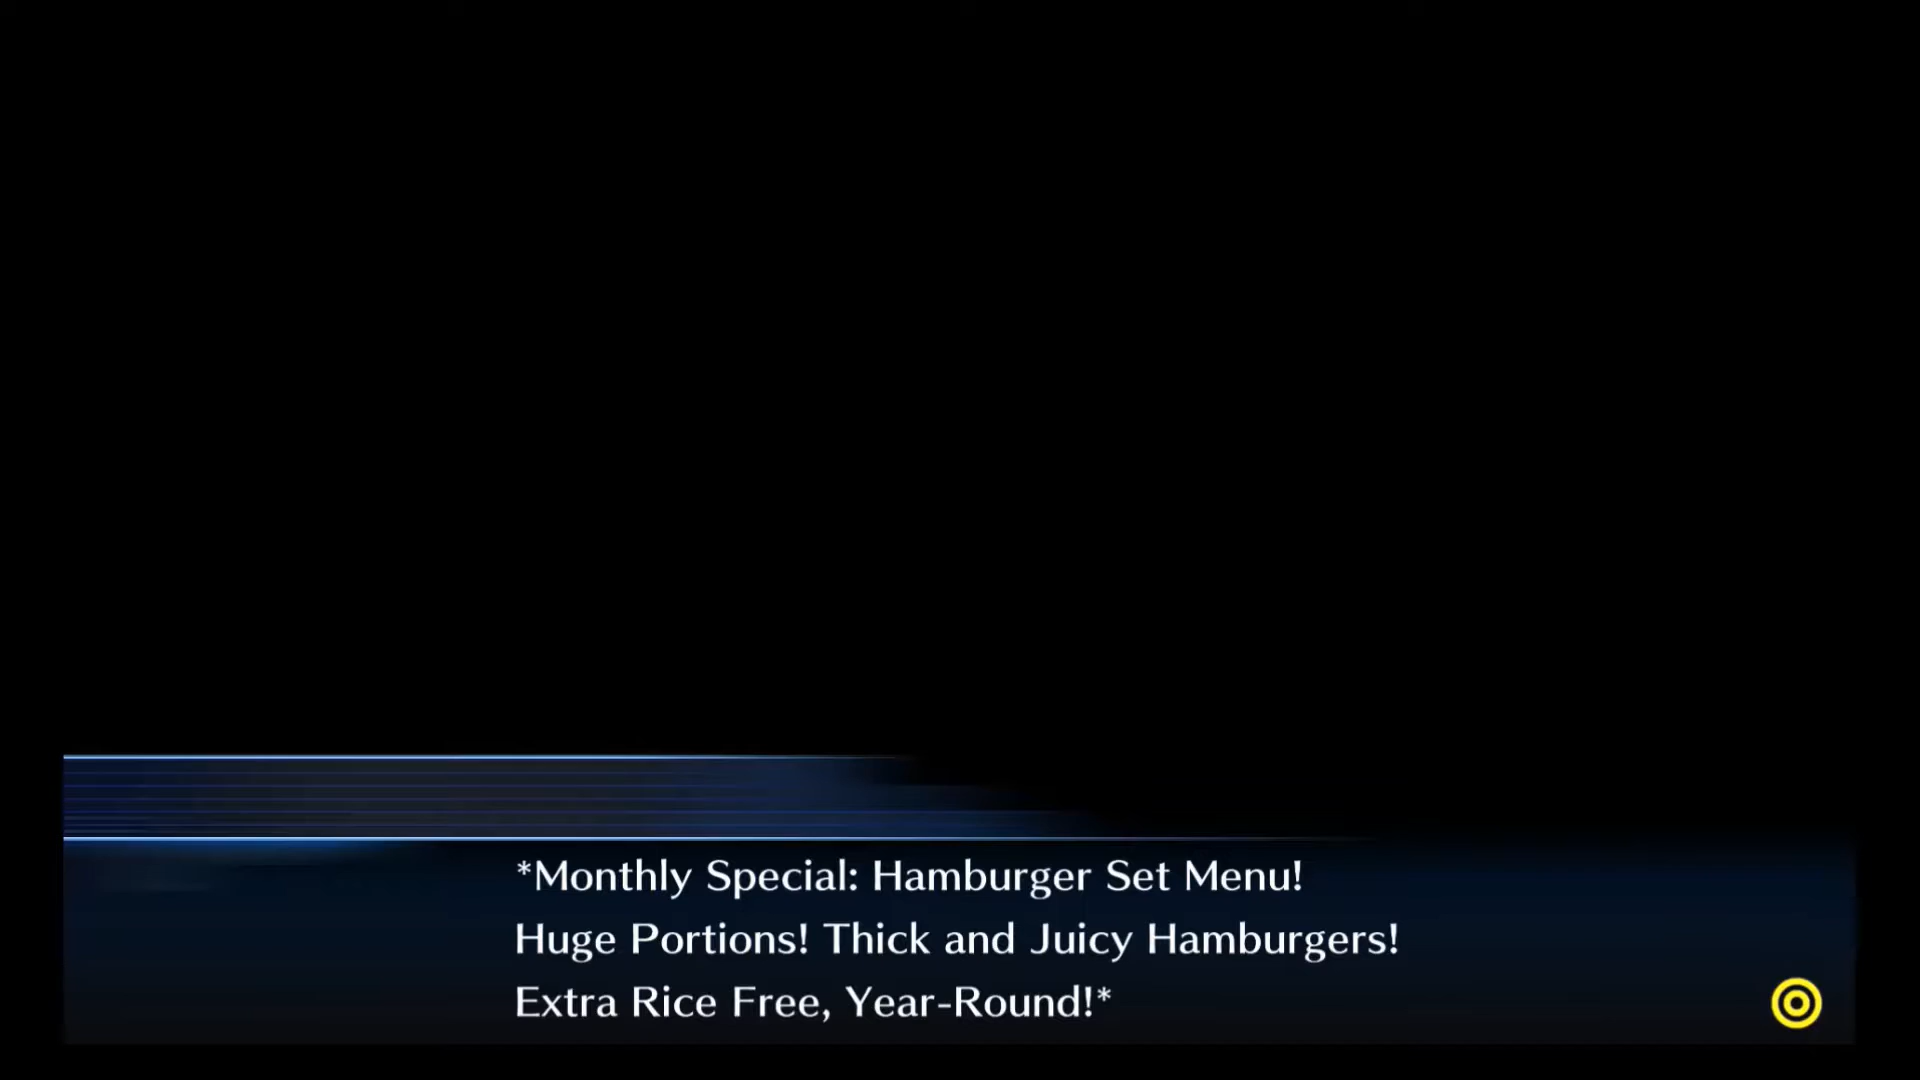 *Monthly Special: Hamburger Set Menu!
Huge Portions! Thick and Juicy Hamburgers!
Extra Rice Free, Year-Round!*